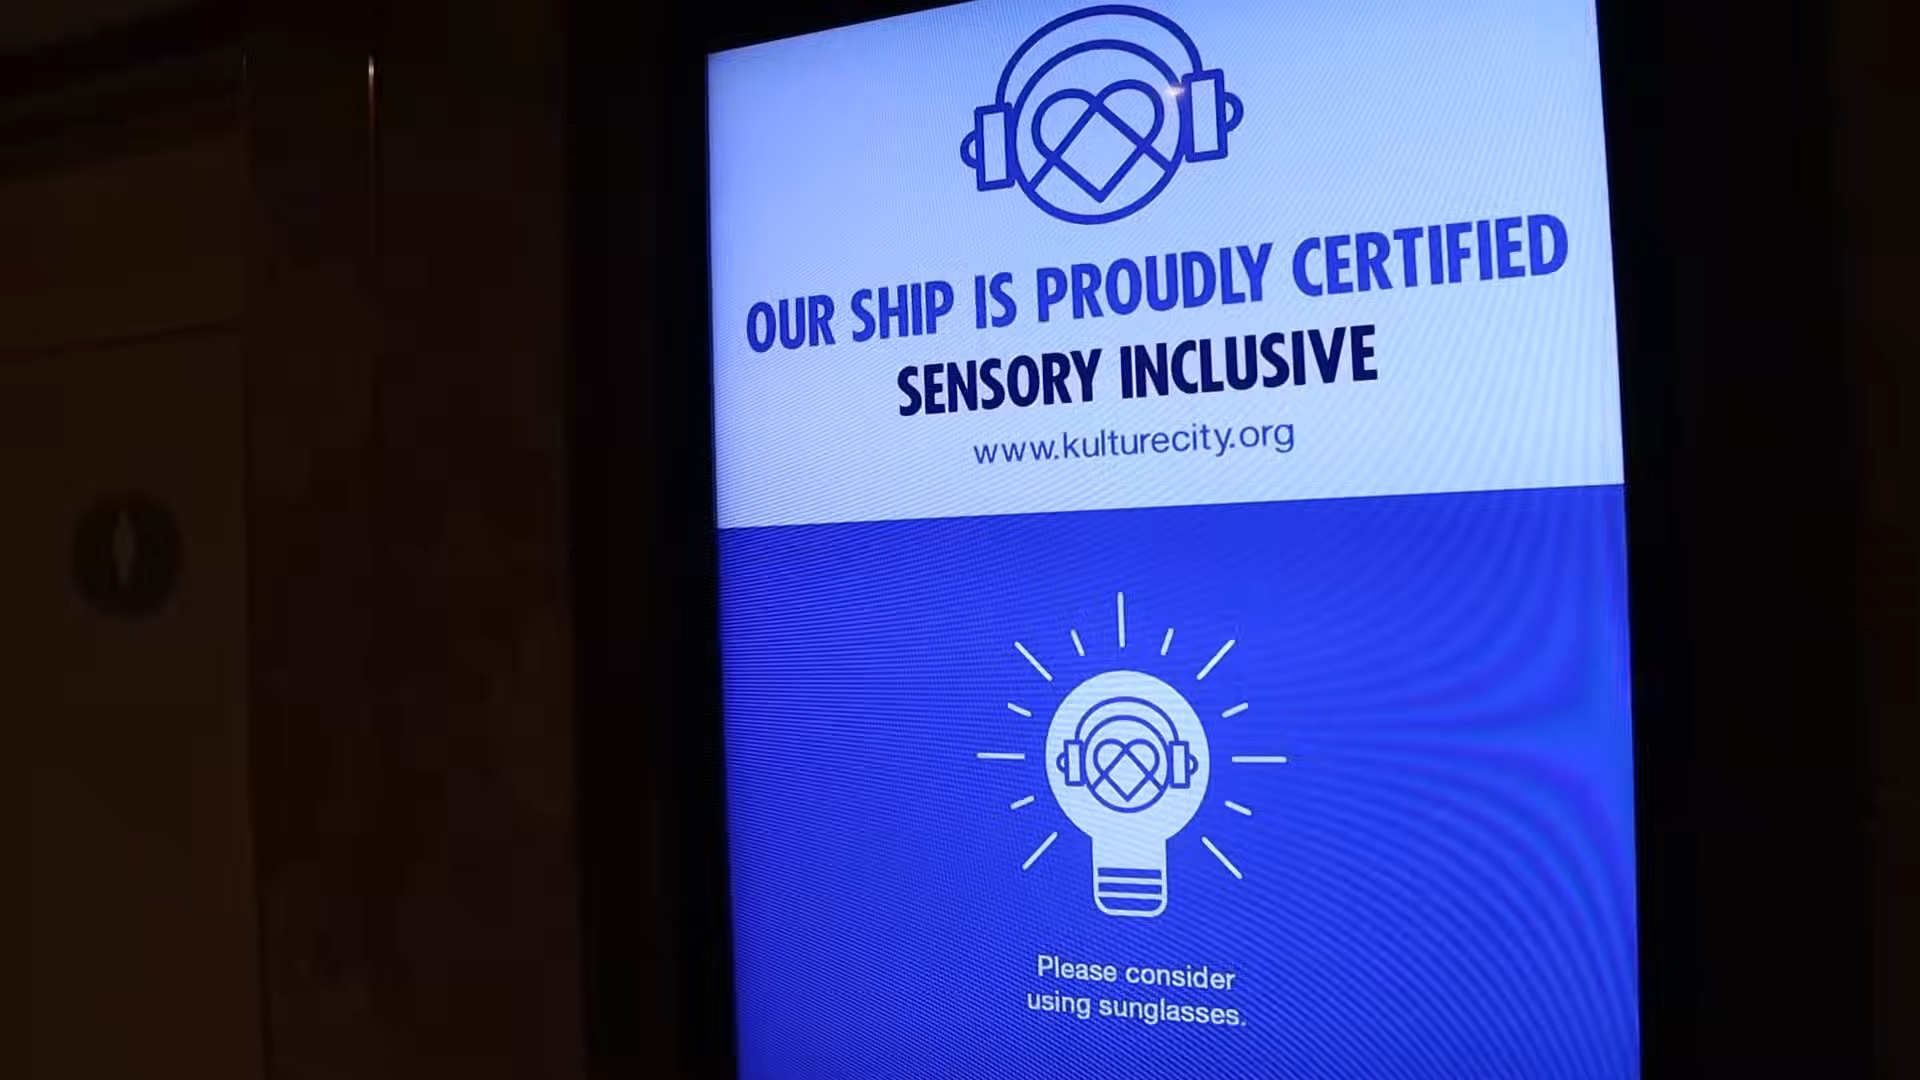 OUR SHIP IS PROUDLY CERTIFIED
SENSORY INCLUSIVE
www.kulturecity.org
Please consider
using sunglasses.